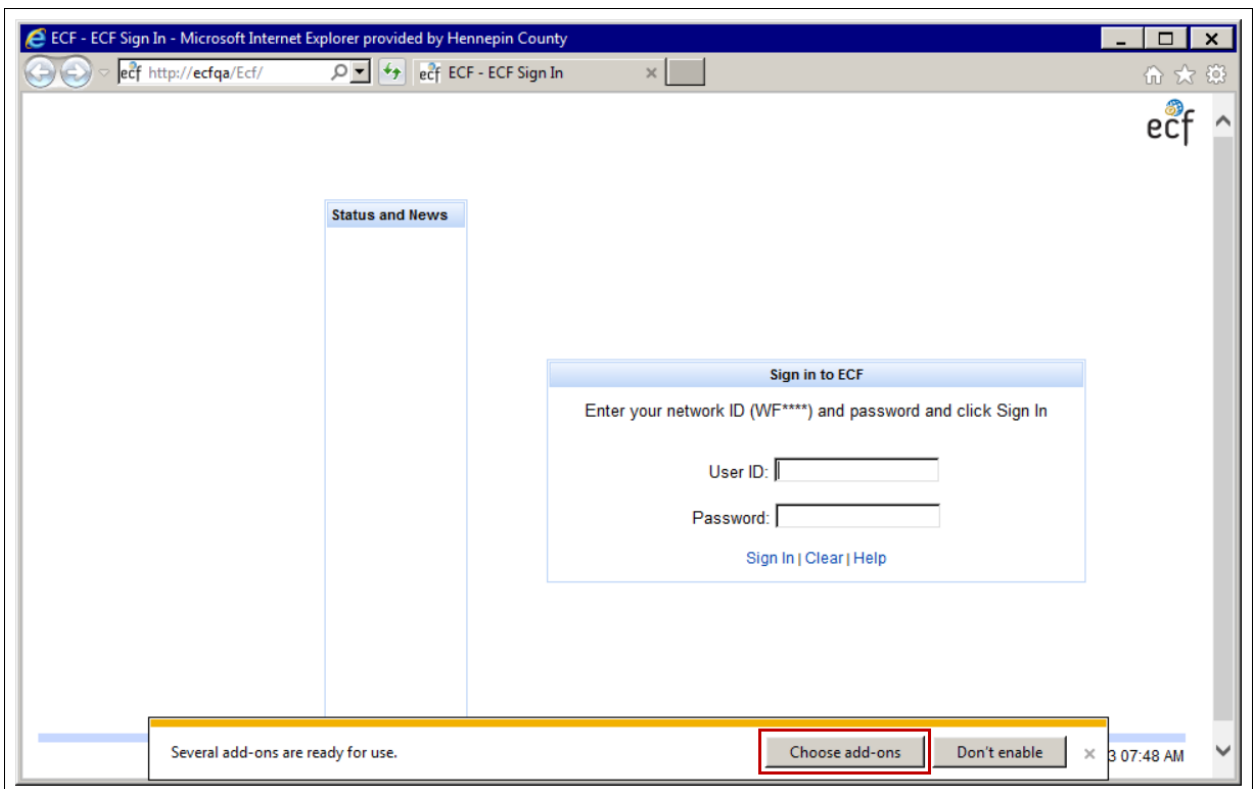 ECF - ECF Sign In - Microsoft Internet Explorer provided by Hennepin County
ecf http://ecfqa/Ecf/ ecf ECF - ECF Sign In
ecf
Status and News
Sign in to ECF
Enter your network ID (WF****) and password and click Sign In
User ID:
Password:
Sign In | Clear | Help
Several add-ons are ready for use. Choose add-ons Don't enable
3 07:48 AM